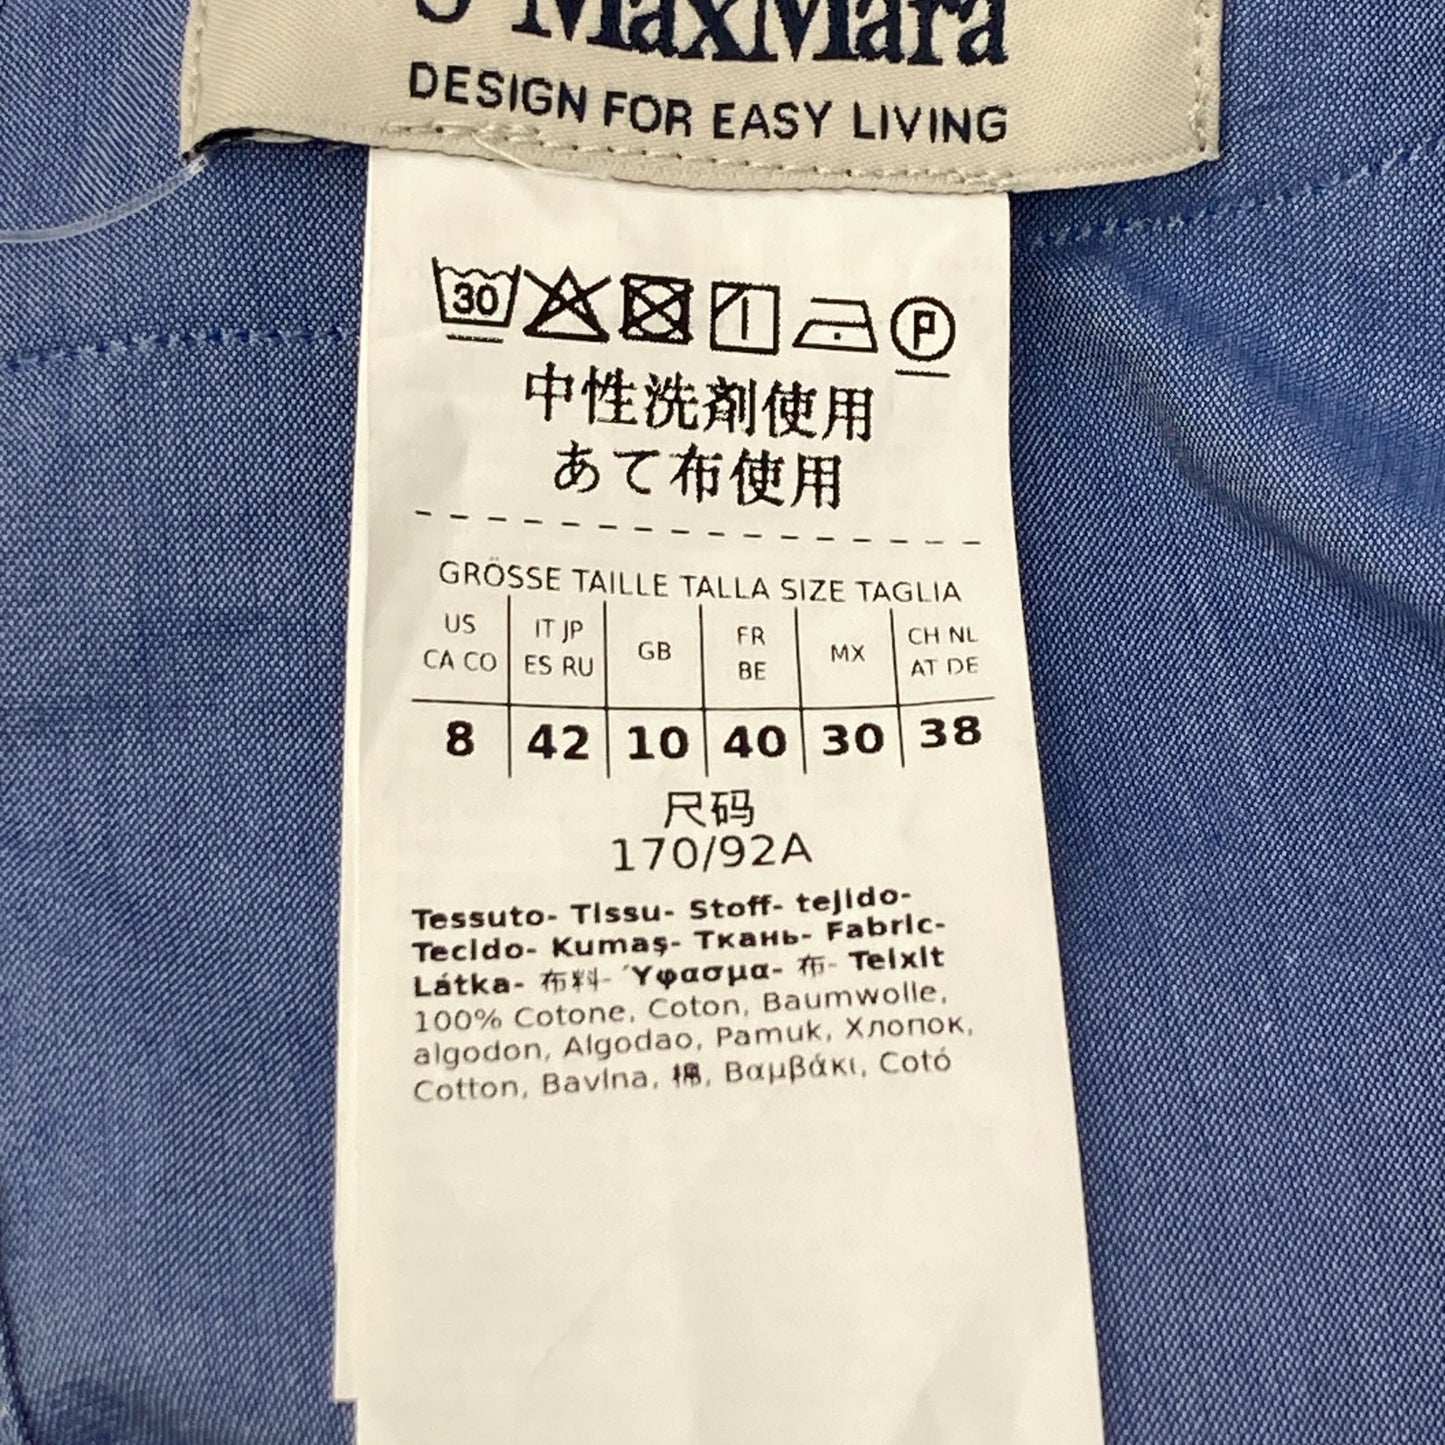 MaxMara
DESIGN FOR EASY LIVING
30 P
中性洗剤使用
あて布使用
GRÖSSE TAILLE TALLA SIZE TAGLIA
US CA CO | IT JP ES RU | GB | FR BE | MX | CH NL AT DE
8 | 42 | 10 | 40 | 30 | 38
尺码
170/92A
Tessuto- Tissu- Stoff- tejido-
Tecido- Kumaş- Ткань- Fabric-
Látka- 布料- Ύφασμα- 布- Teixit
100% Cotone, Coton, Baumwolle,
algodon, Algodao, Pamuk, Хлопок,
Cotton, Bavlna, 棉, Βαμβάκι, Cotó